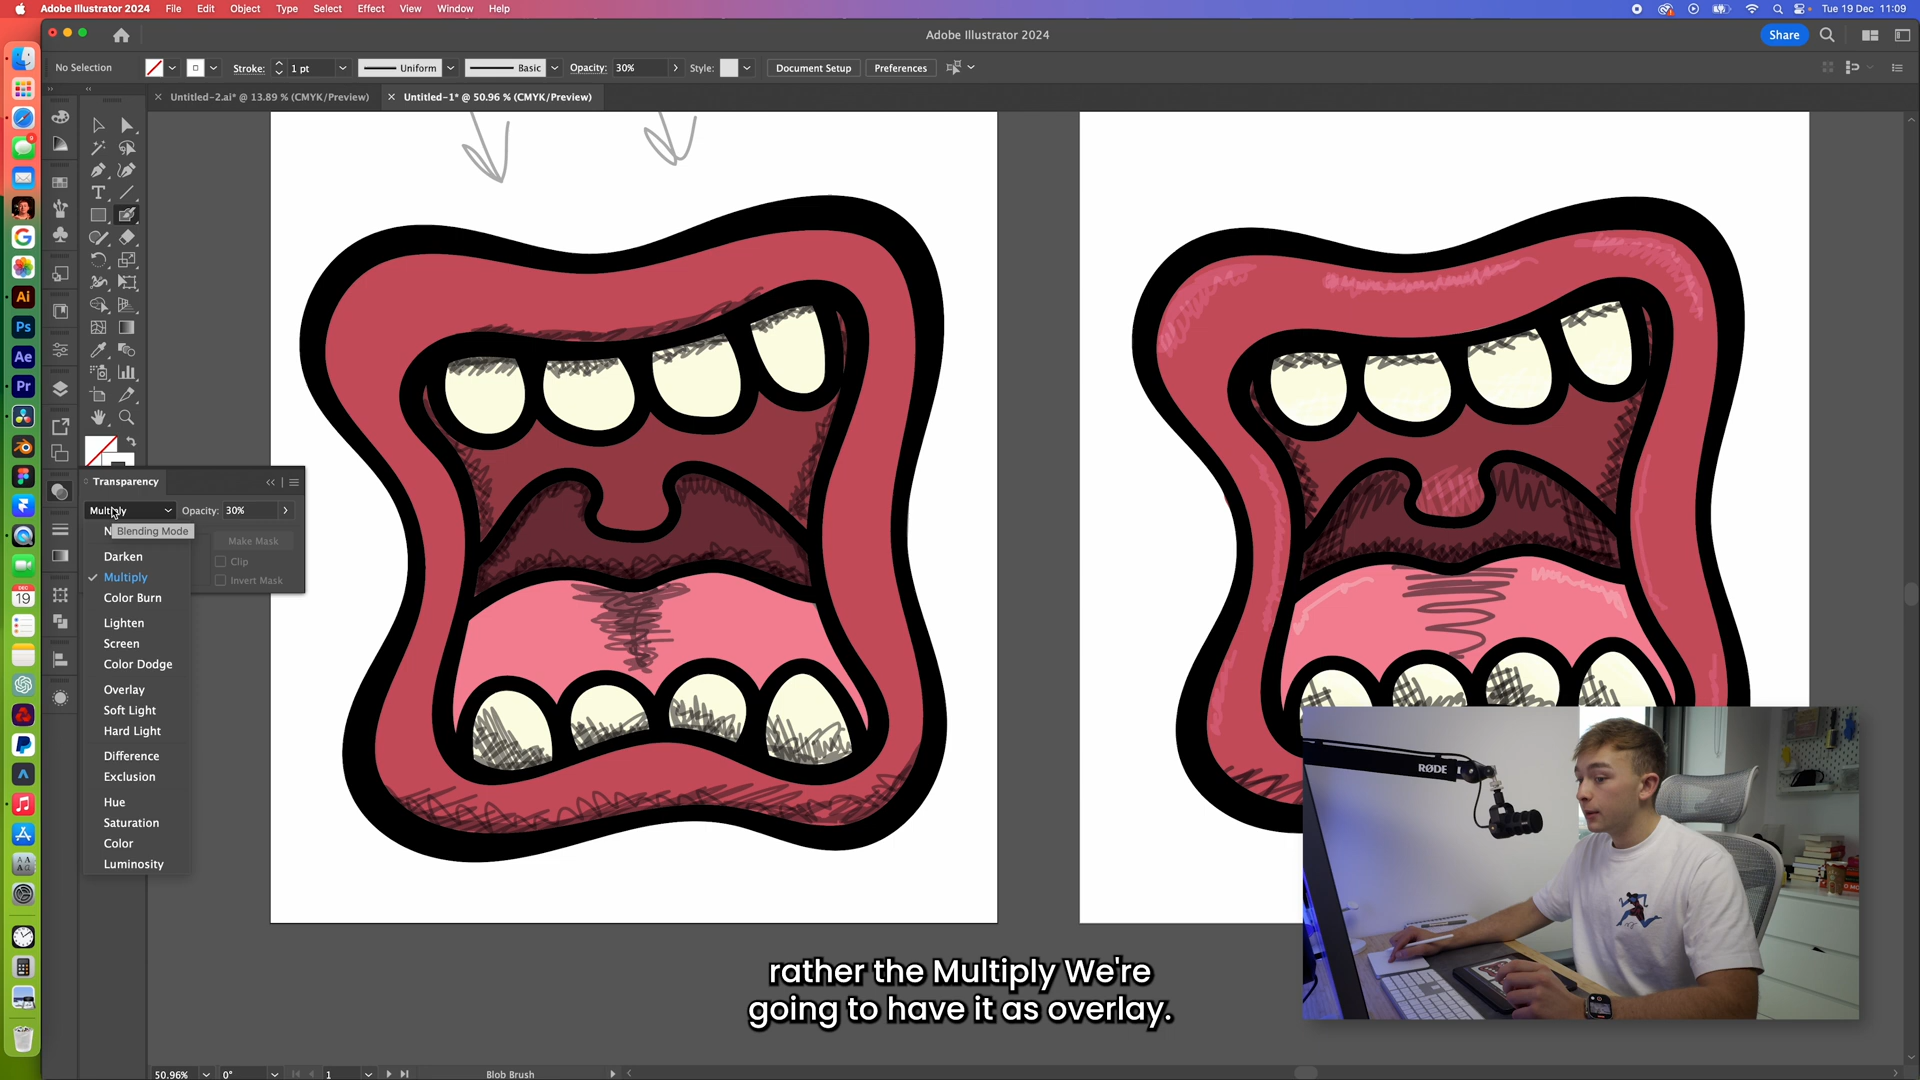 Adobe Illustrator 2024 File Edit Object Type Select Effect View Window Help
Tue 19 Dec 11:09
Adobe Illustrator 2024
Share
No Selection
Stroke:
1 pt
Uniform
Basic
Opacity:
30%
Style:
Document Setup
Preferences
Untitled-2.ai* @ 13.89 % (CMYK/Preview)
Untitled-1* @ 50.96 % (CMYK/Preview)
Transparency
Multiply
Opacity:
30%
N
Blending Mode
Make Mask
Darken
Clip
Multiply
Invert Mask
Color Burn
Lighten
Screen
Color Dodge
Overlay
Soft Light
Hard Light
Difference
Exclusion
Hue
Saturation
Color
Luminosity
Ai
Ps
Ae
Pr
19
RØDE
rather the Multiply We're
going to have it as overlay.
50.96%
0°
1
Blob Brush